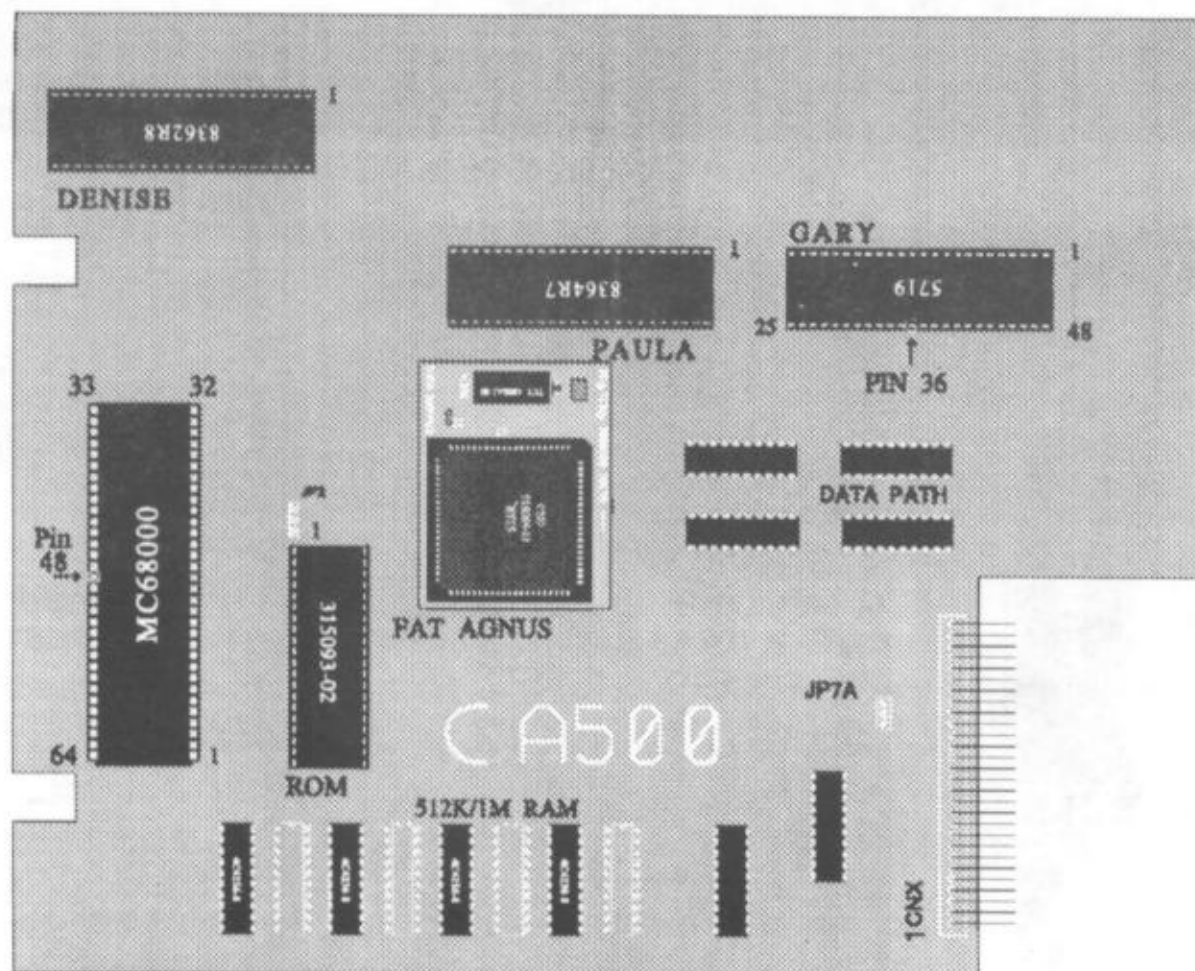 1
8362R8
DENISE
GARY
1
1
8364R7
5719
25
48
PAULA
PIN 36
33
32
DATA PATH
JP2
1
Pin
48
MC68000
315093-02
FAT AGNUS
JP7A
CA500
64
1
ROM
512K/1M RAM
1CNX